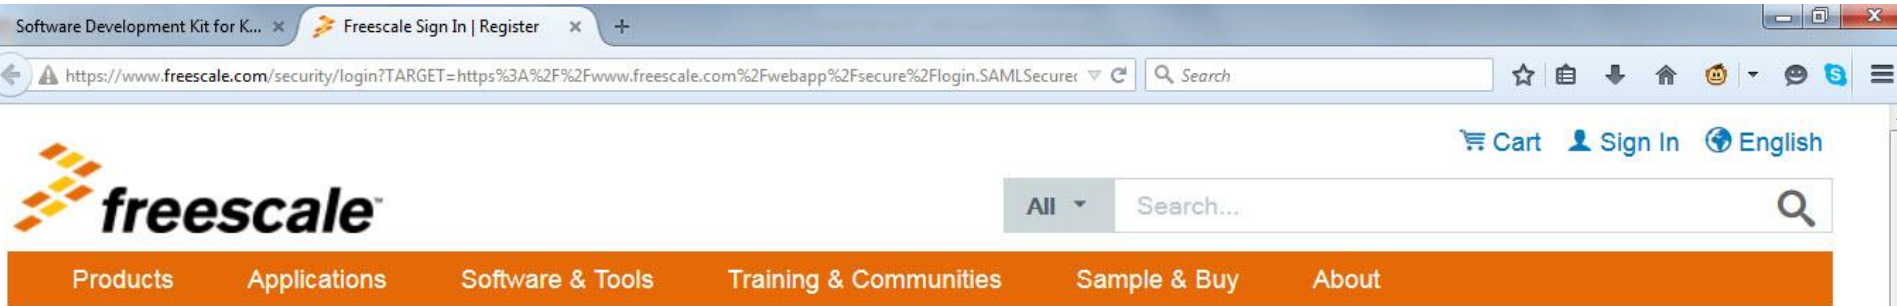 Software Development Kit for K... × Freescale Sign In | Register × +
https://www.freescale.com/security/login?TARGET=https%3A%2F%2Fwww.freescale.com%2Fwebapp%2Fsecure%2Flogin.SAMLSecurec Search
Cart Sign In English
freescale™
All Search...
Products Applications Software & Tools Training & Communities Sample & Buy About